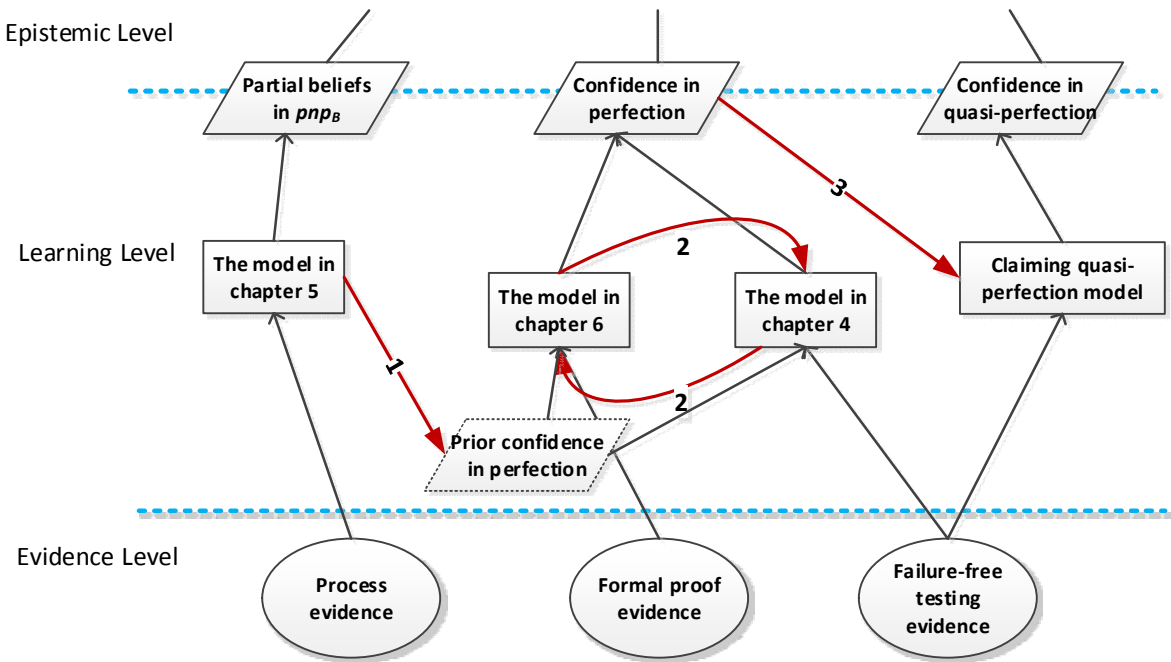 Epistemic Level
Partial beliefs
in pnp_B
Confidence in
perfection
Confidence in
quasi-perfection
3
Learning Level
The model in
chapter 5
2
The model in
chapter 6
The model in
chapter 4
Claiming quasi-
perfection model
1
2
Prior confidence
in perfection
Evidence Level
Process
evidence
Formal proof
evidence
Failure-free
testing
evidence